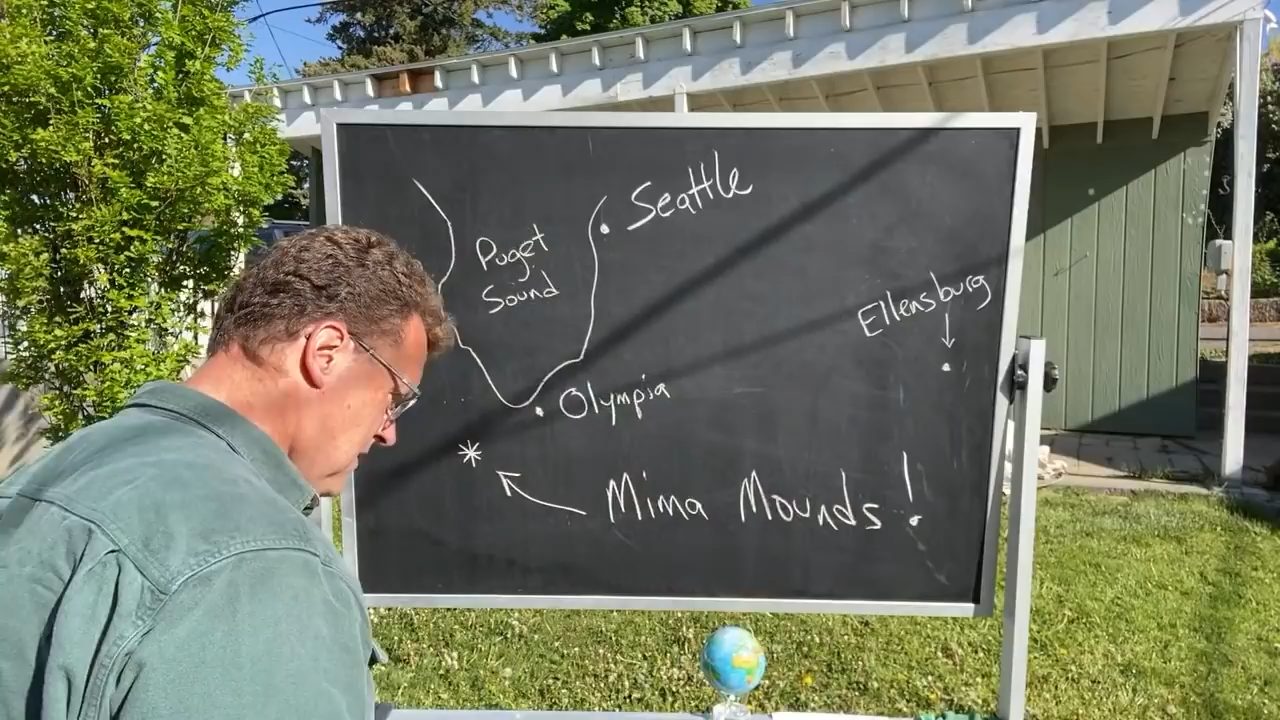 Seattle
Puget
Sound
Ellensburg
Olympia
Mima Mounds!